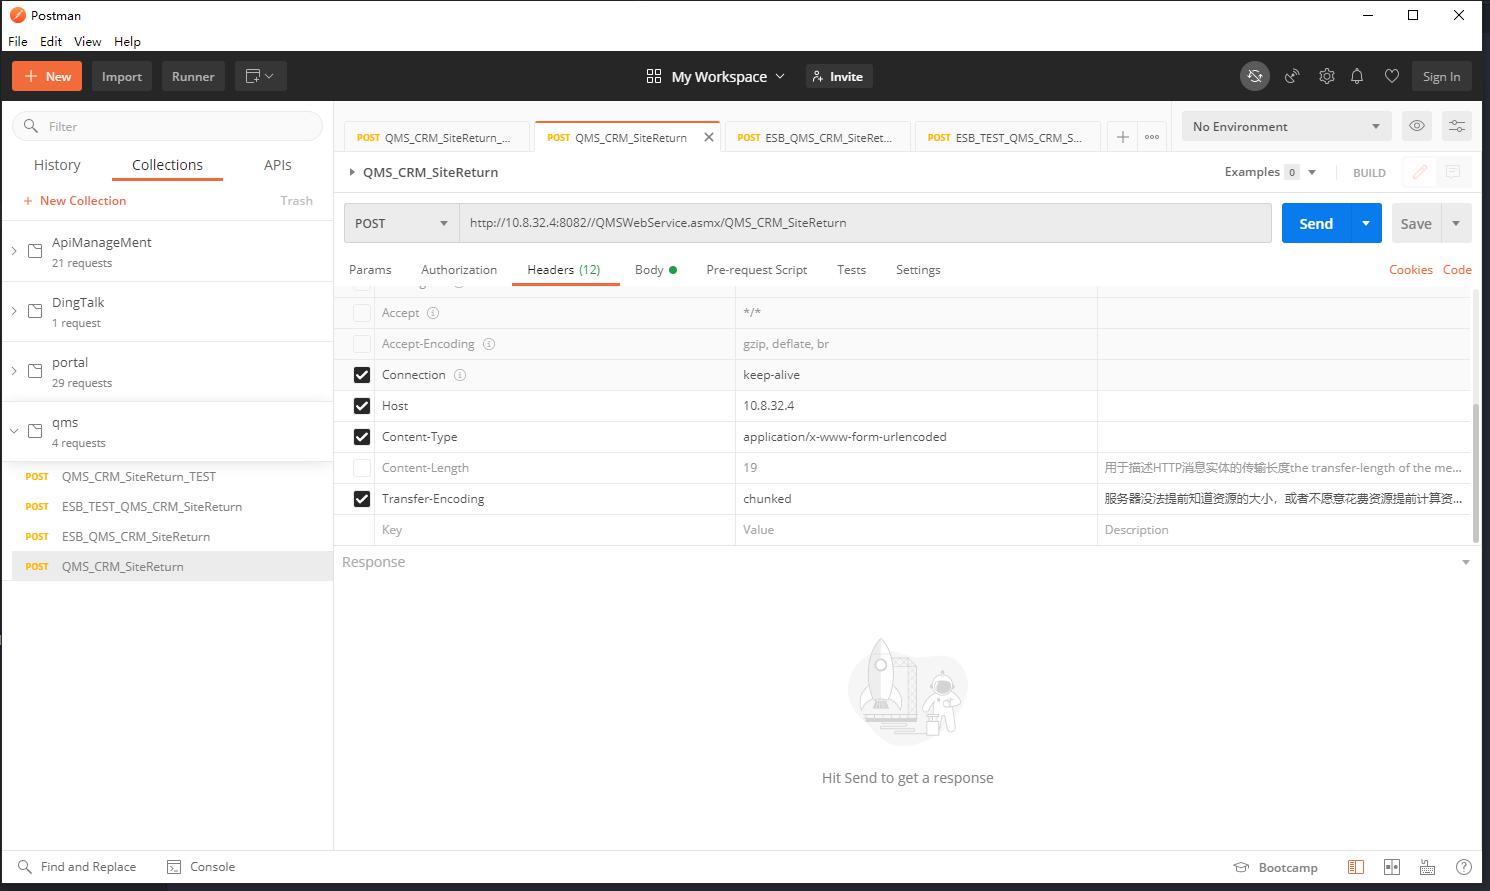 Postman
File Edit View Help
New Import Runner My Workspace Invite Sign In
Filter
History Collections APIs
New Collection Trash
ApiManageMent
21 requests
DingTalk
1 request
portal
29 requests
qms
4 requests
POST QMS_CRM_SiteReturn_TEST
POST ESB_TEST_QMS_CRM_SiteReturn
POST ESB_QMS_CRM_SiteReturn
POST QMS_CRM_SiteReturn
POST QMS_CRM_SiteReturn_... POST QMS_CRM_SiteReturn POST ESB_QMS_CRM_SiteRet... POST ESB_TEST_QMS_CRM_S... No Environment
QMS_CRM_SiteReturn Examples 0 BUILD
POST http://10.8.32.4:8082//QMSWebService.asmx/QMS_CRM_SiteReturn Send Save
Params Authorization Headers (12) Body Pre-request Script Tests Settings Cookies Code
Accept */*
Accept-Encoding gzip, deflate, br
Connection keep-alive
Host 10.8.32.4
Content-Type application/x-www-form-urlencoded
Content-Length 19 用于描述HTTP消息实体的传输长度the transfer-length of the me...
Transfer-Encoding chunked 服务器没法提前知道资源的大小，或者不愿意花费资源提前计算资...
Key Value Description
Response
Hit Send to get a response
Find and Replace Console Bootcamp